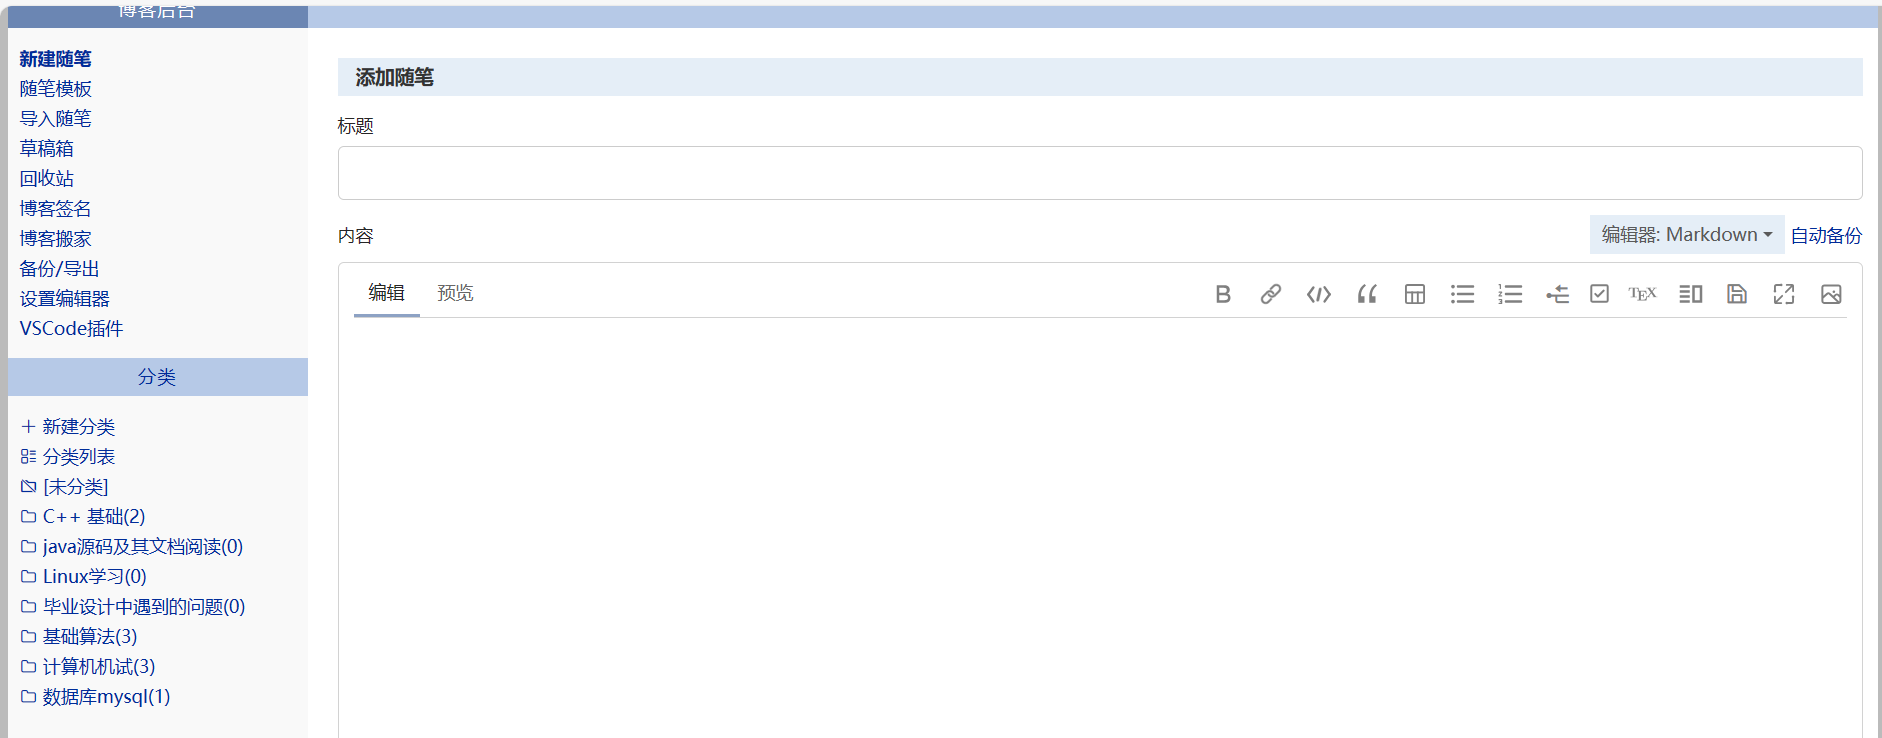 博客后台
新建随笔
随笔模板
导入随笔
草稿箱
回收站
博客签名
博客搬家
备份/导出
设置编辑器
VSCode插件
分类
新建分类
分类列表
[未分类]
C++ 基础(2)
java源码及其文档阅读(0)
Linux学习(0)
毕业设计中遇到的问题(0)
基础算法(3)
计算机机试(3)
数据库mysql(1)
添加随笔
标题
内容
编辑器: Markdown 自动备份
编辑 预览 B TEX